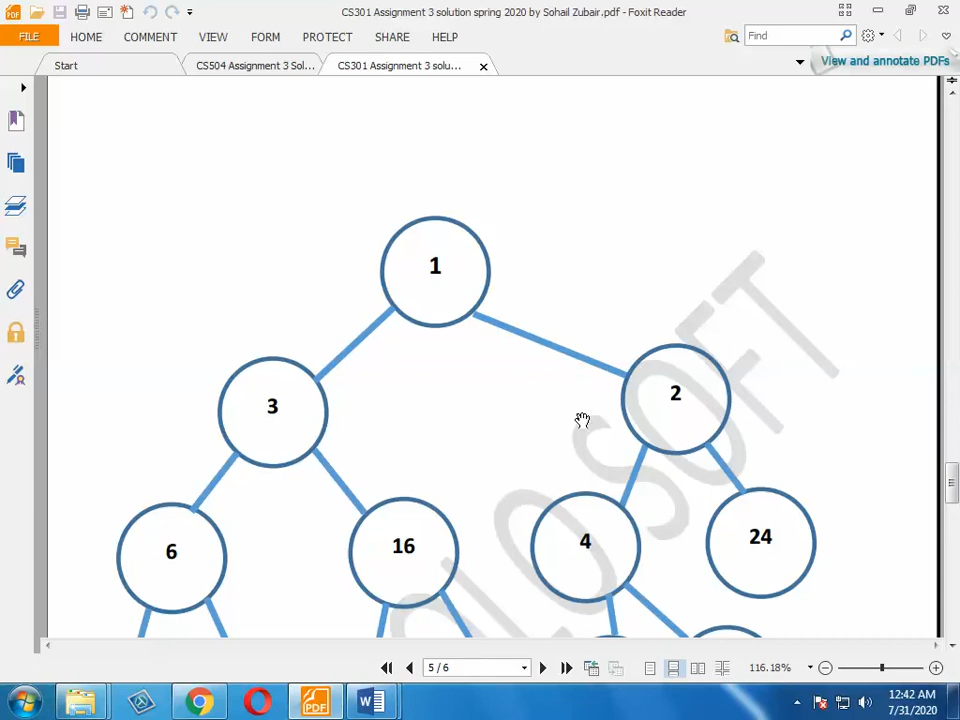 CS301 Assignment 3 solution spring 2020 by Sohail Zubair.pdf - Foxit Reader
FILE HOME COMMENT VIEW FORM PROTECT SHARE HELP Find
Start CS504 Assignment 3 Sol... CS301 Assignment 3 solu... View and annotate PDFs
1
3 2
6 16 4 24
OLO SOFT
5 / 6 116.18%
12:42 AM
7/31/2020